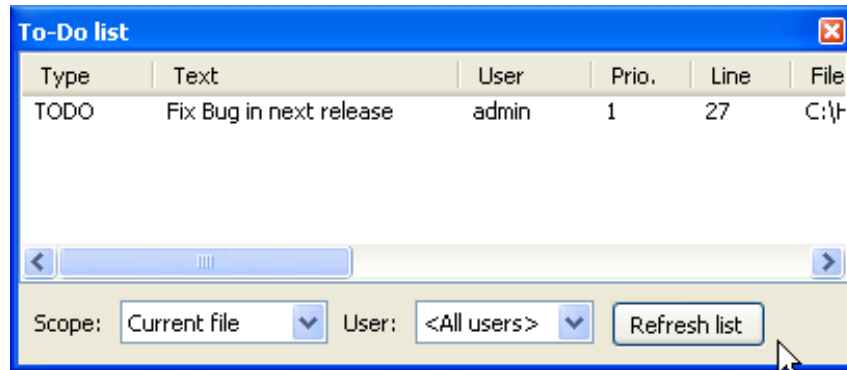 To-Do list
Type Text User Prio. Line File
TODO Fix Bug in next release admin 1 27 C:\H
Scope: Current file User: <All users> Refresh list